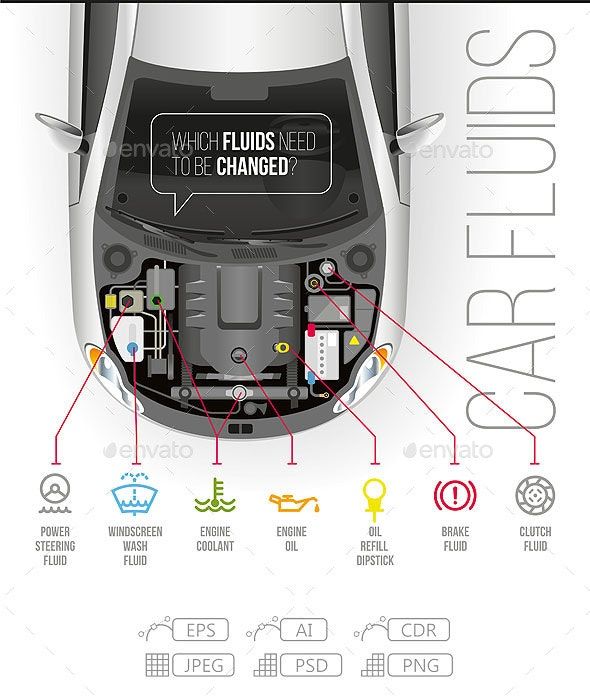 WHICH FLUIDS NEED
TO BE CHANGED?
CAR FLUIDS
envato
envato
envato
envato
envato
POWER
STEERING
FLUID
WINDSCREEN
WASH
FLUID
ENGINE
COOLANT
ENGINE
OIL
OIL
REFILL
DIPSTICK
BRAKE
FLUID
CLUTCH
FLUID
EPS
AI
CDR
JPEG
PSD
PNG